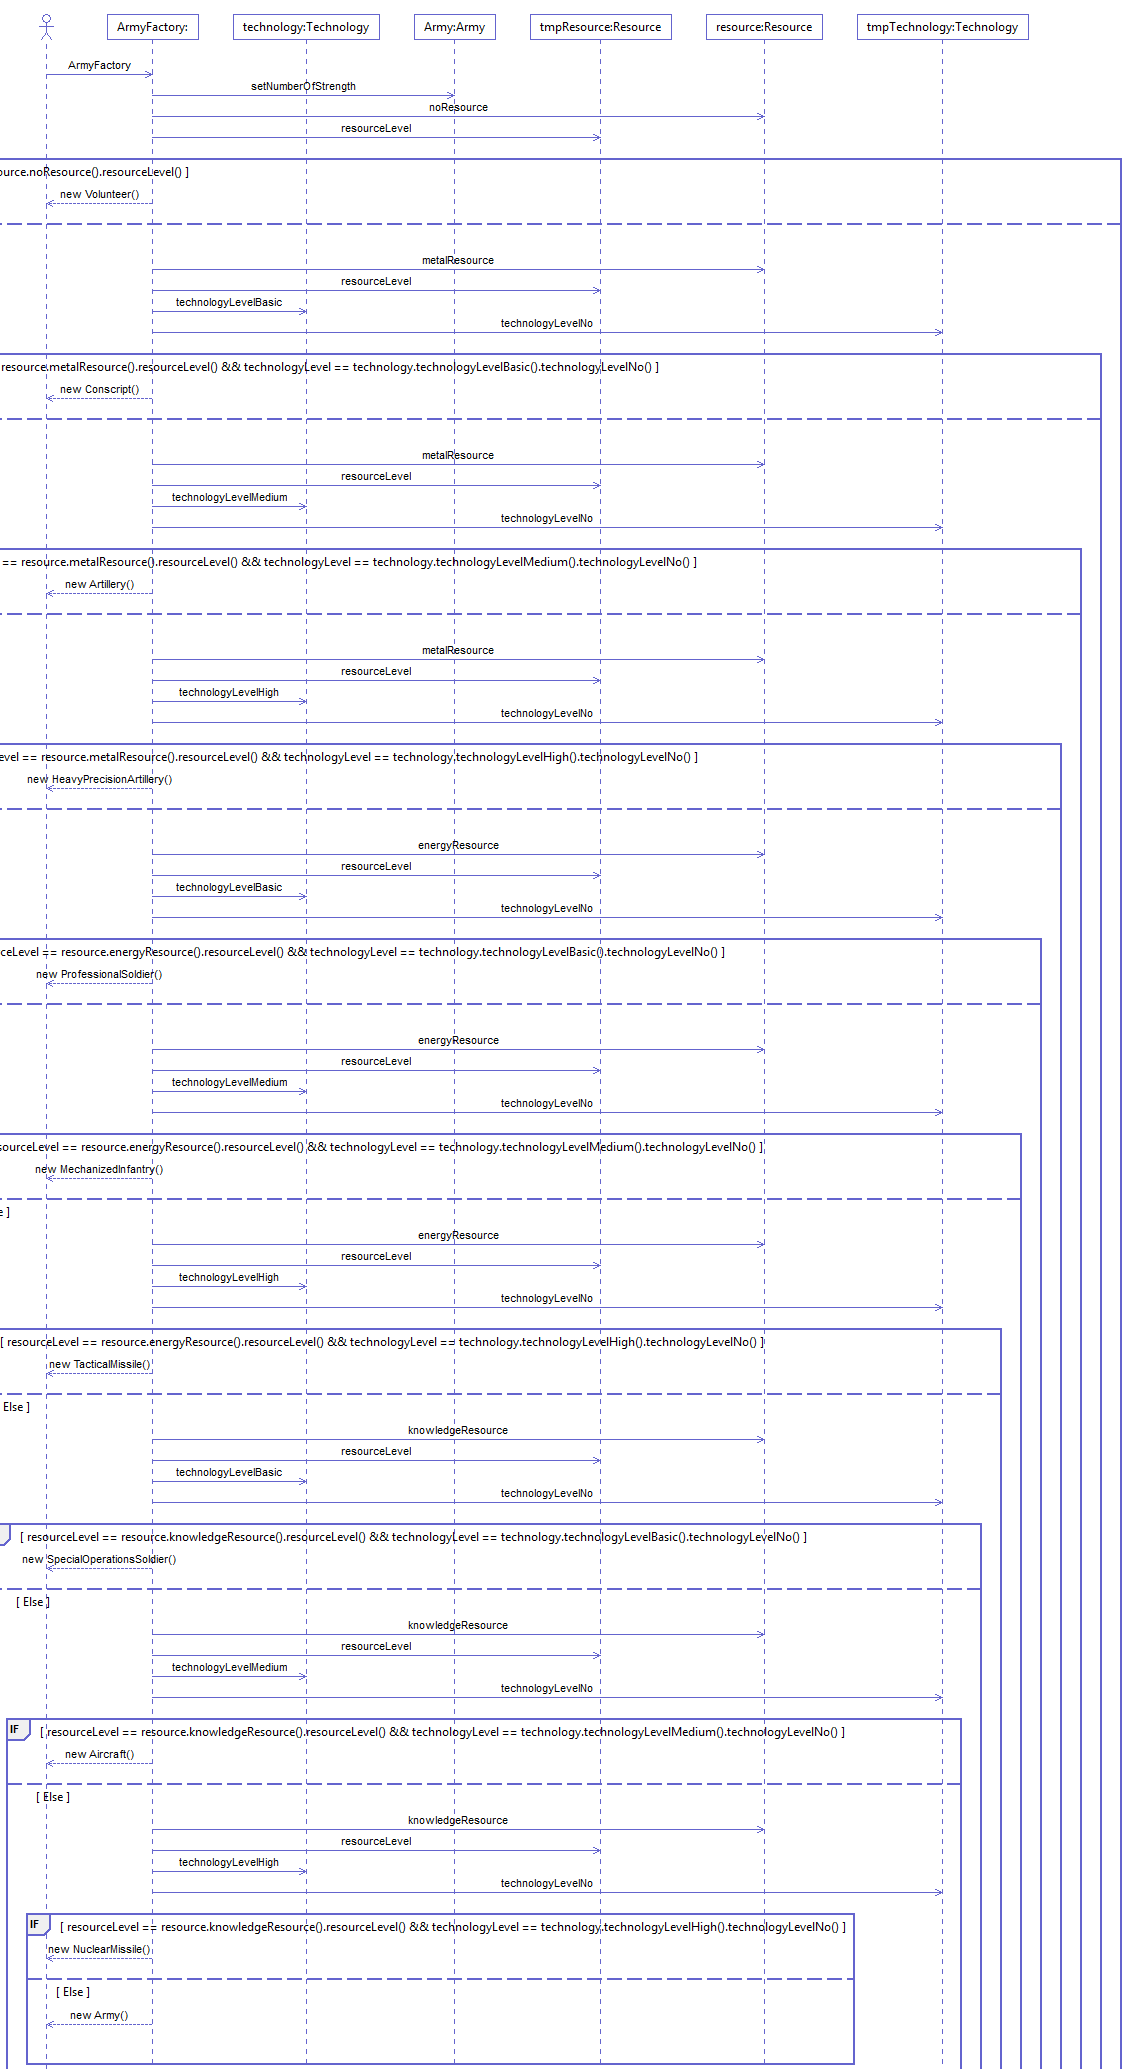 ArmyFactory: technology:Technology Army:Army tmpResource:Resource resource:Resource tmpTechnology:Technology
ArmyFactory
setNumberOfStrength
noResource
resourceLevel
ource.noResource().resourceLevel() ]
new Volunteer()
metalResource
resourceLevel
technologyLevelBasic
technologyLevelNo
resource.metalResource().resourceLevel() && technologyLevel == technology.technologyLevelBasic().technologyLevelNo() ]
new Conscript()
metalResource
resourceLevel
technologyLevelMedium
technologyLevelNo
== resource.metalResource().resourceLevel() && technologyLevel == technology.technologyLevelMedium().technologyLevelNo() ]
new Artillery()
metalResource
resourceLevel
technologyLevelHigh
technologyLevelNo
evel == resource.metalResource().resourceLevel() && technologyLevel == technology.technologyLevelHigh().technologyLevelNo() ]
new HeavyPrecisionArtillery()
energyResource
resourceLevel
technologyLevelBasic
technologyLevelNo
ceLevel == resource.energyResource().resourceLevel() && technologyLevel == technology.technologyLevelBasic().technologyLevelNo() ]
new ProfessionalSoldier()
energyResource
resourceLevel
technologyLevelMedium
technologyLevelNo
sourceLevel == resource.energyResource().resourceLevel() && technologyLevel == technology.technologyLevelMedium().technologyLevelNo() ]
new MechanizedInfantry()
e ]
energyResource
resourceLevel
technologyLevelHigh
technologyLevelNo
[ resourceLevel == resource.energyResource().resourceLevel() && technologyLevel == technology.technologyLevelHigh().technologyLevelNo() ]
new TacticalMissile()
Else ]
knowledgeResource
resourceLevel
technologyLevelBasic
technologyLevelNo
[ resourceLevel == resource.knowledgeResource().resourceLevel() && technologyLevel == technology.technologyLevelBasic().technologyLevelNo() ]
new SpecialOperationsSoldier()
[ Else ]
knowledgeResource
resourceLevel
technologyLevelMedium
technologyLevelNo
IF [ resourceLevel == resource.knowledgeResource().resourceLevel() && technologyLevel == technology.technologyLevelMedium().technologyLevelNo() ]
new Aircraft()
[ Else ]
knowledgeResource
resourceLevel
technologyLevelHigh
technologyLevelNo
IF [ resourceLevel == resource.knowledgeResource().resourceLevel() && technologyLevel == technology.technologyLevelHigh().technologyLevelNo() ]
new NuclearMissile()
[ Else ]
new Army()